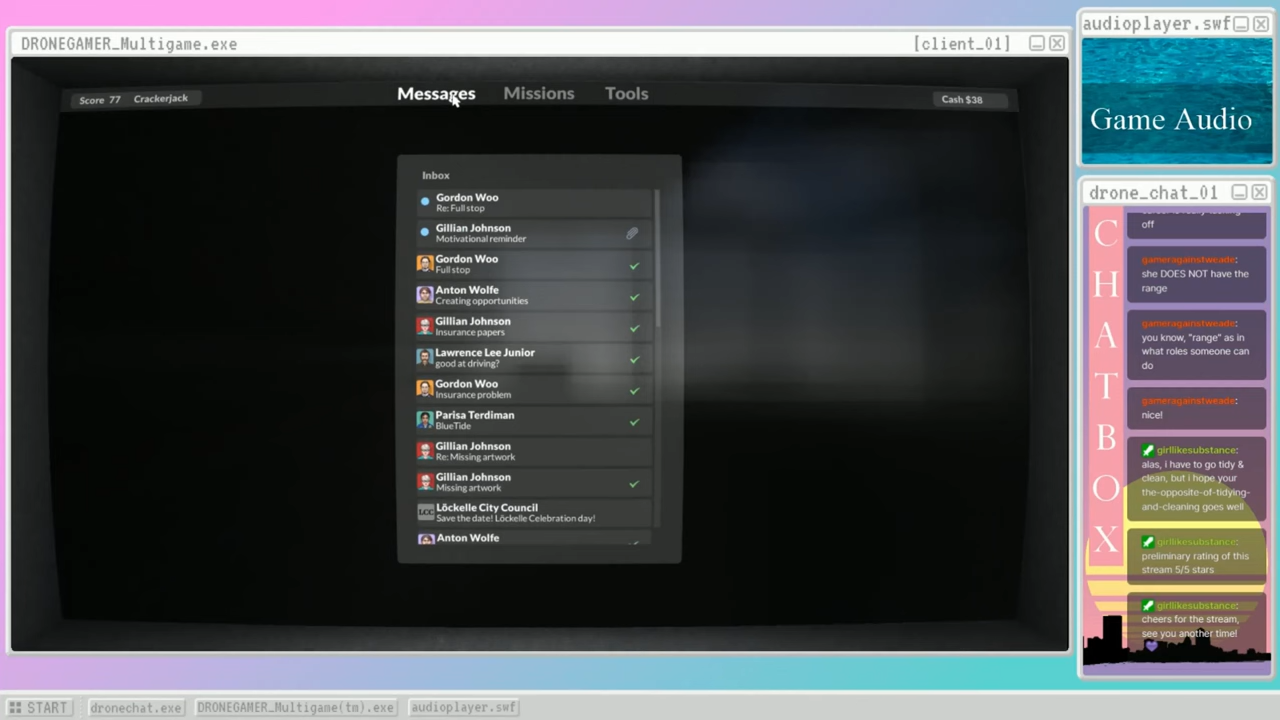 DRONEGAMER_Multigame.exe
[client_01]
Score 77 Crackerjack
Messages
Missions
Tools
Cash $38
Inbox
Gordon Woo
Re: Full stop
Gillian Johnson
Motivational reminder
Gordon Woo
Full stop
Anton Wolfe
Creating opportunities
Gillian Johnson
Insurance papers
Lawrence Lee Junior
good at driving?
Gordon Woo
Insurance problem
Parisa Terdiman
BlueTide
Gillian Johnson
Re: Missing artwork
Gillian Johnson
Missing artwork
LCC
Löckelle City Council
Save the date! Löckelle Celebration day!
Anton Wolfe
audioplayer.swf
Game Audio
drone_chat_01
CHATBOX
off
gameragainstweade:
she DOES NOT have the
range
gameragainstweade:
you know, "range" as in
what roles someone can
do
gameragainstweade:
nice!
girllikesubstance:
alas, i have to go tidy &
clean, but i hope your
the-opposite-of-tidying-
and-cleaning goes well
girllikesubstance:
preliminary rating of this
stream 5/5 stars
girllikesubstance:
cheers for the stream,
see you another time!
START
dronechat.exe
DRONEGAMER_Multigame(tm).exe
audioplayer.swf